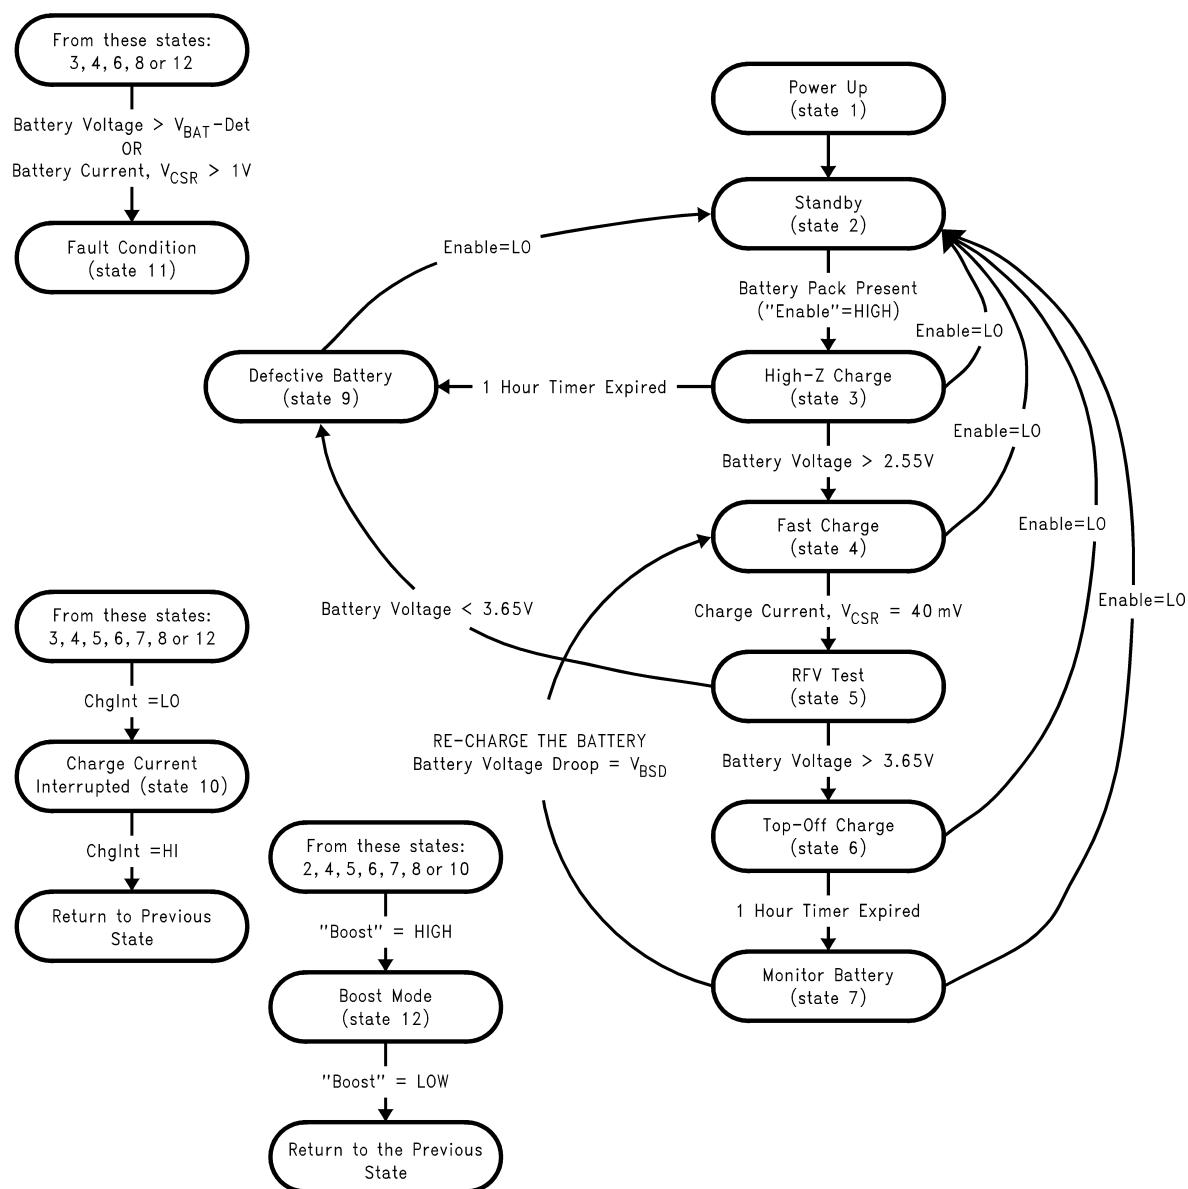 From these states:
3, 4, 6, 8 or 12
Battery Voltage > VBAT-Det
OR
Battery Current, VCSR > 1V
Fault Condition
(state 11)
Power Up
(state 1)
Standby
(state 2)
Enable=LO
Battery Pack Present
("Enable"=HIGH)
Enable=LO
Defective Battery
(state 9)
1 Hour Timer Expired
High-Z Charge
(state 3)
Enable=LO
Battery Voltage > 2.55V
Fast Charge
(state 4)
Enable=LO
Battery Voltage < 3.65V
Charge Current, VCSR = 40 mV
Enable=LO
RFV Test
(state 5)
From these states:
3, 4, 5, 6, 7, 8 or 12
ChgInt =LO
Charge Current
Interrupted (state 10)
ChgInt =HI
Return to Previous
State
RE-CHARGE THE BATTERY
Battery Voltage Droop = VBSD
Battery Voltage > 3.65V
Top-Off Charge
(state 6)
1 Hour Timer Expired
Monitor Battery
(state 7)
From these states:
2, 4, 5, 6, 7, 8 or 10
"Boost" = HIGH
Boost Mode
(state 12)
"Boost" = LOW
Return to the Previous
State